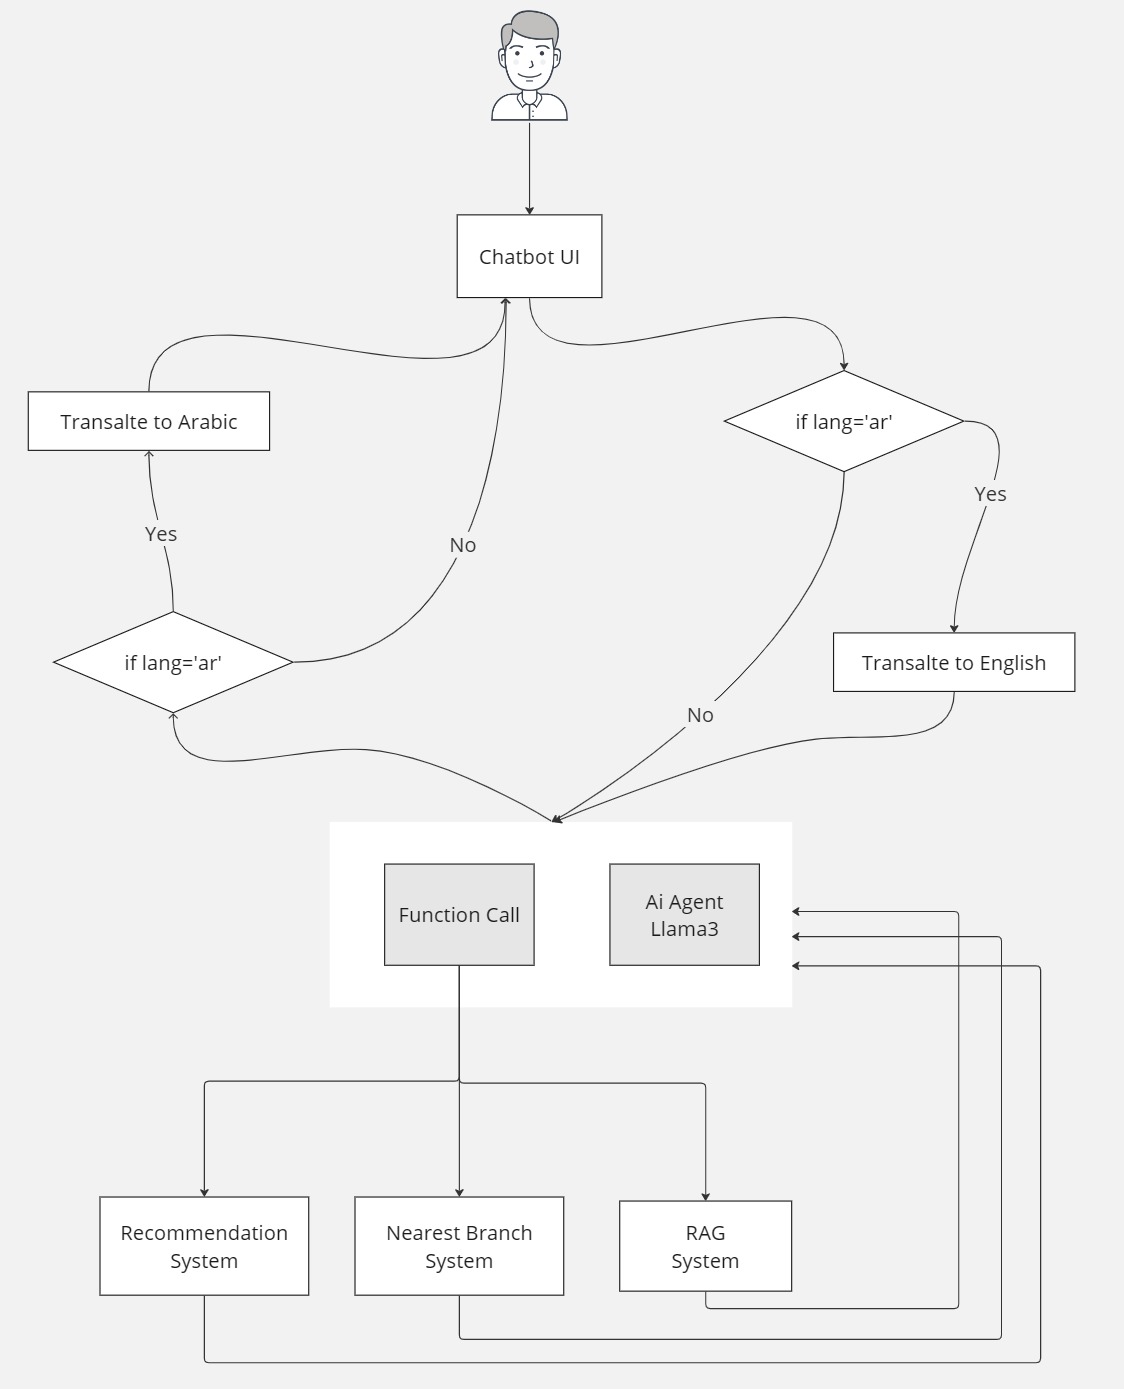 Chatbot UI
Transalte to Arabic
if lang='ar'
Yes
Yes
No
if lang='ar'
Transalte to English
No
Function Call
Ai Agent
Llama3
Recommendation
System
Nearest Branch
System
RAG
System